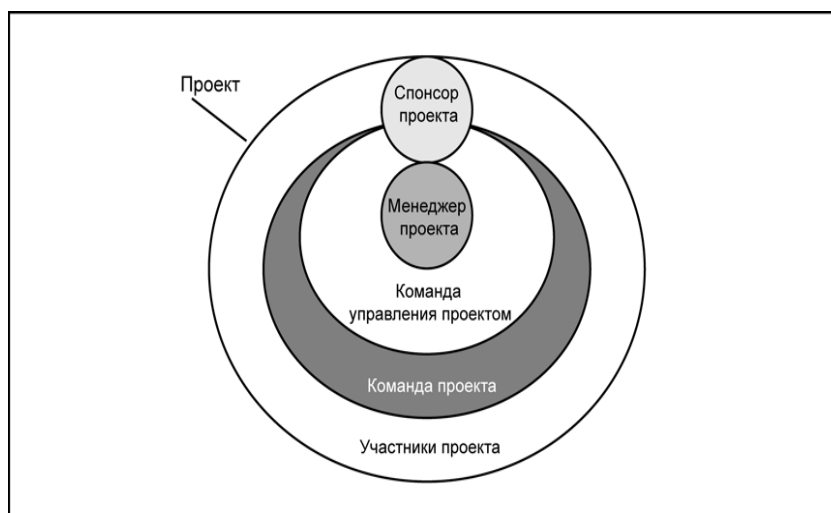 Проект
Спонсор
проекта
Менеджер
проекта
Команда
управления проектом
Команда проекта
Участники проекта